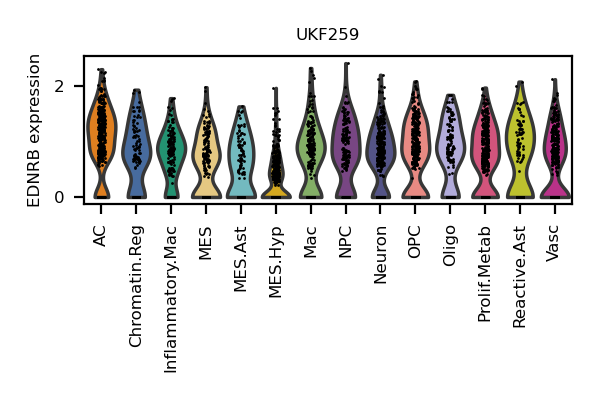 UKF259
EDNRB expression
2
0
AC
Chromatin.Reg
Inflammatory.Mac
MES
MES.Ast
MES.Hyp
Mac
NPC
Neuron
OPC
Oligo
Prolif.Metab
Reactive.Ast
Vasc